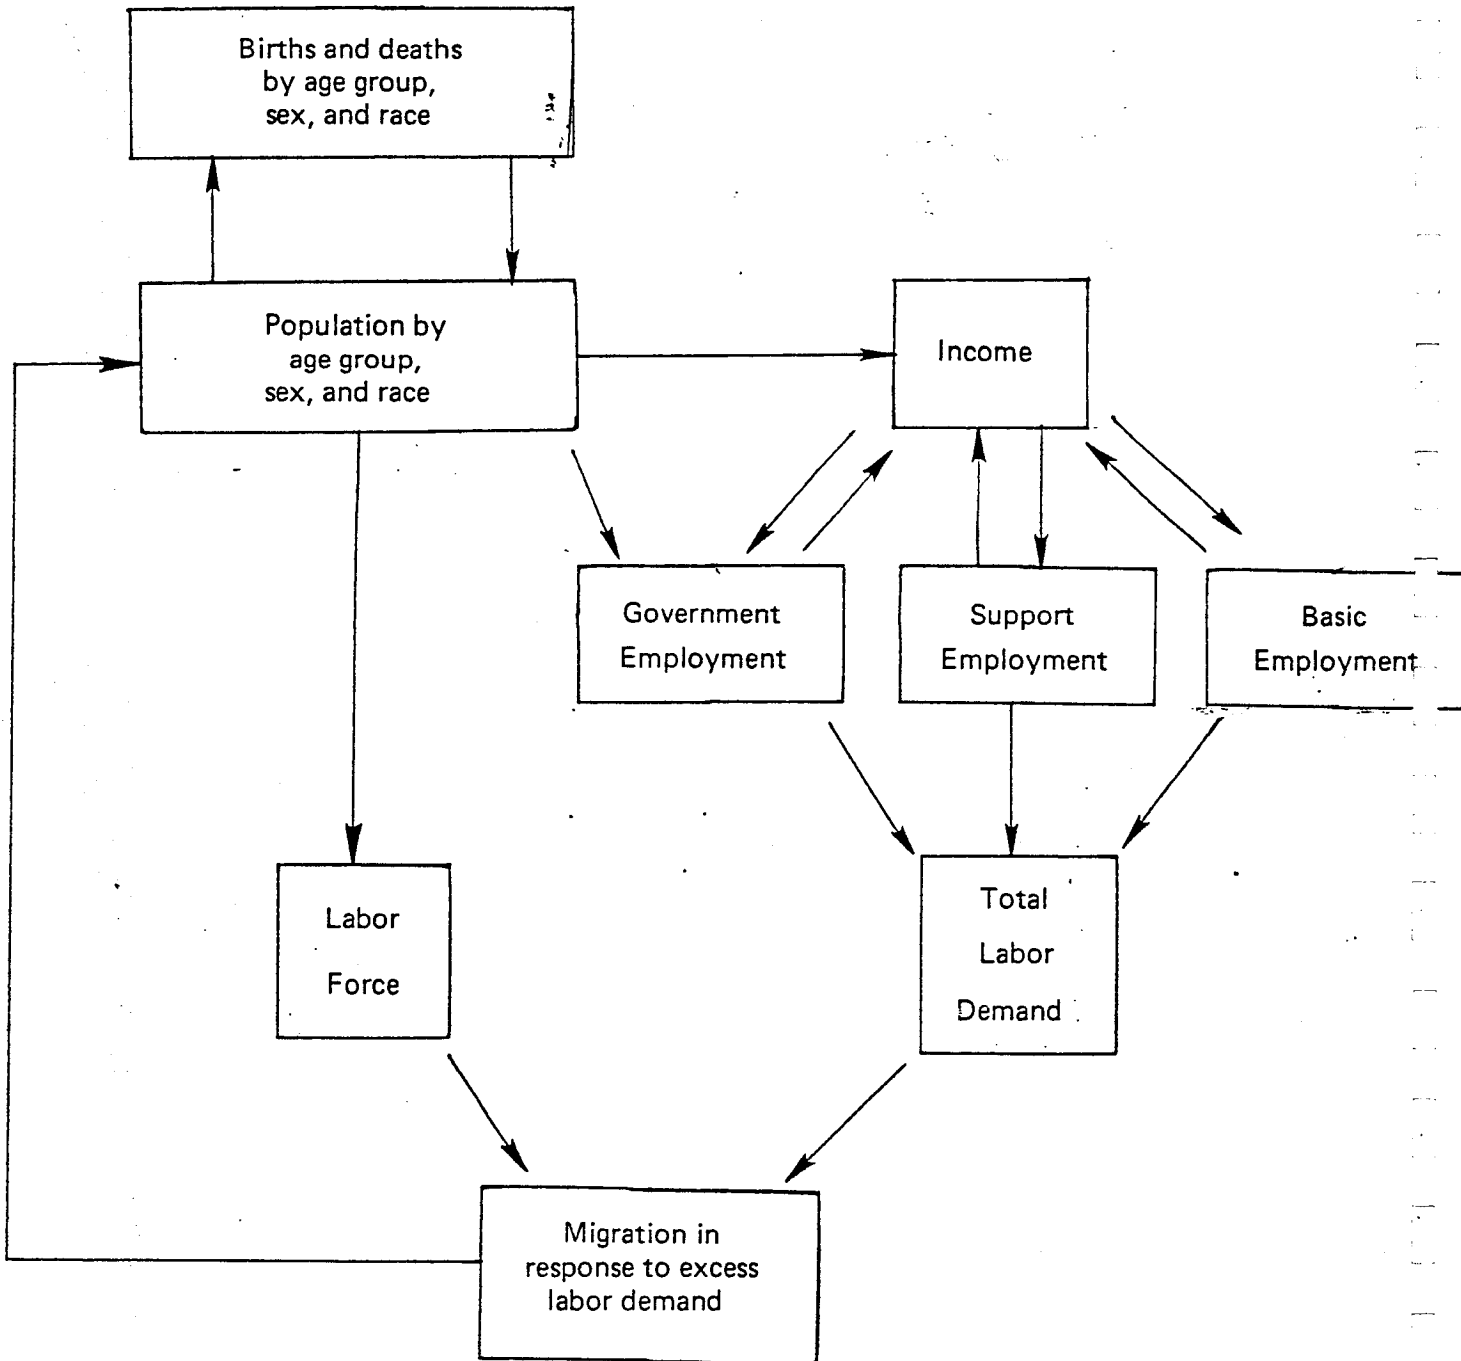 Births and deaths
by age group,
sex, and race
Population by
age group,
sex, and race
Income
Government
Employment
Support
Employment
Basic
Employment
Labor
Force
Total
Labor
Demand
Migration in
response to excess
labor demand